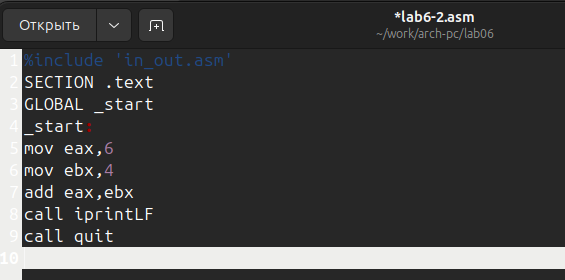 Открыть
*lab6-2.asm
~/work/arch-pc/lab06
1 %include 'in_out.asm'
2 SECTION .text
3 GLOBAL _start
4 _start:
5 mov eax,6
6 mov ebx,4
7 add eax,ebx
8 call iprintLF
9 call quit
10